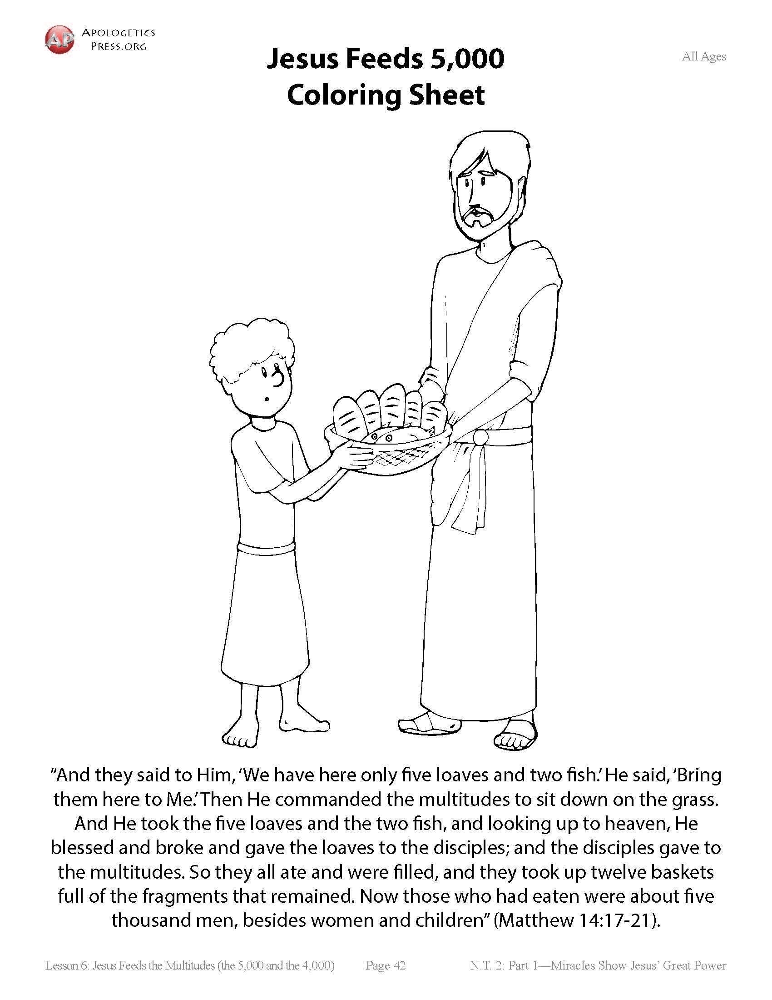 AP
APOLOGETICS
PRESS.ORG
Jesus Feeds 5,000
Coloring Sheet
All Ages
“And they said to Him, ‘We have here only five loaves and two fish.’ He said, ‘Bring
them here to Me.’ Then He commanded the multitudes to sit down on the grass.
And He took the five loaves and the two fish, and looking up to heaven, He
blessed and broke and gave the loaves to the disciples; and the disciples gave to
the multitudes. So they all ate and were filled, and they took up twelve baskets
full of the fragments that remained. Now those who had eaten were about five
thousand men, besides women and children” (Matthew 14:17-21).
Lesson 6: Jesus Feeds the Multitudes (the 5,000 and the 4,000) Page 42 N.T. 2: Part 1—Miracles Show Jesus’ Great Power